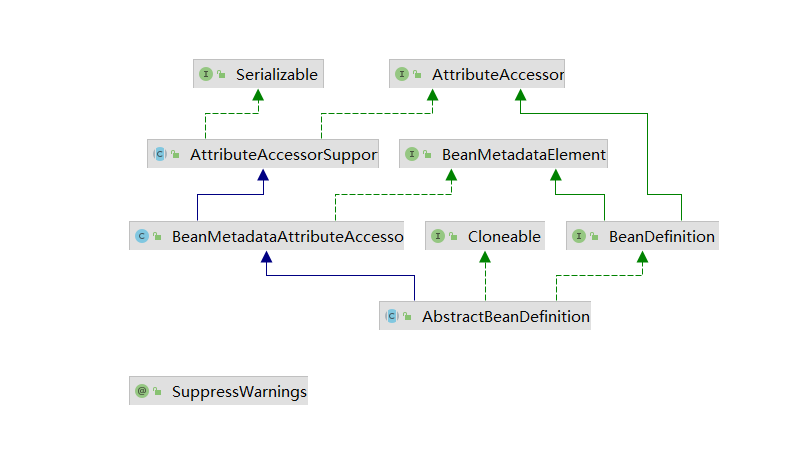 I Serializable
I AttributeAccessor
C AttributeAccessorSuppor
I BeanMetadataElement
C BeanMetadataAttributeAccesso
I Cloneable
I BeanDefinition
C AbstractBeanDefinition
@ SuppressWarnings